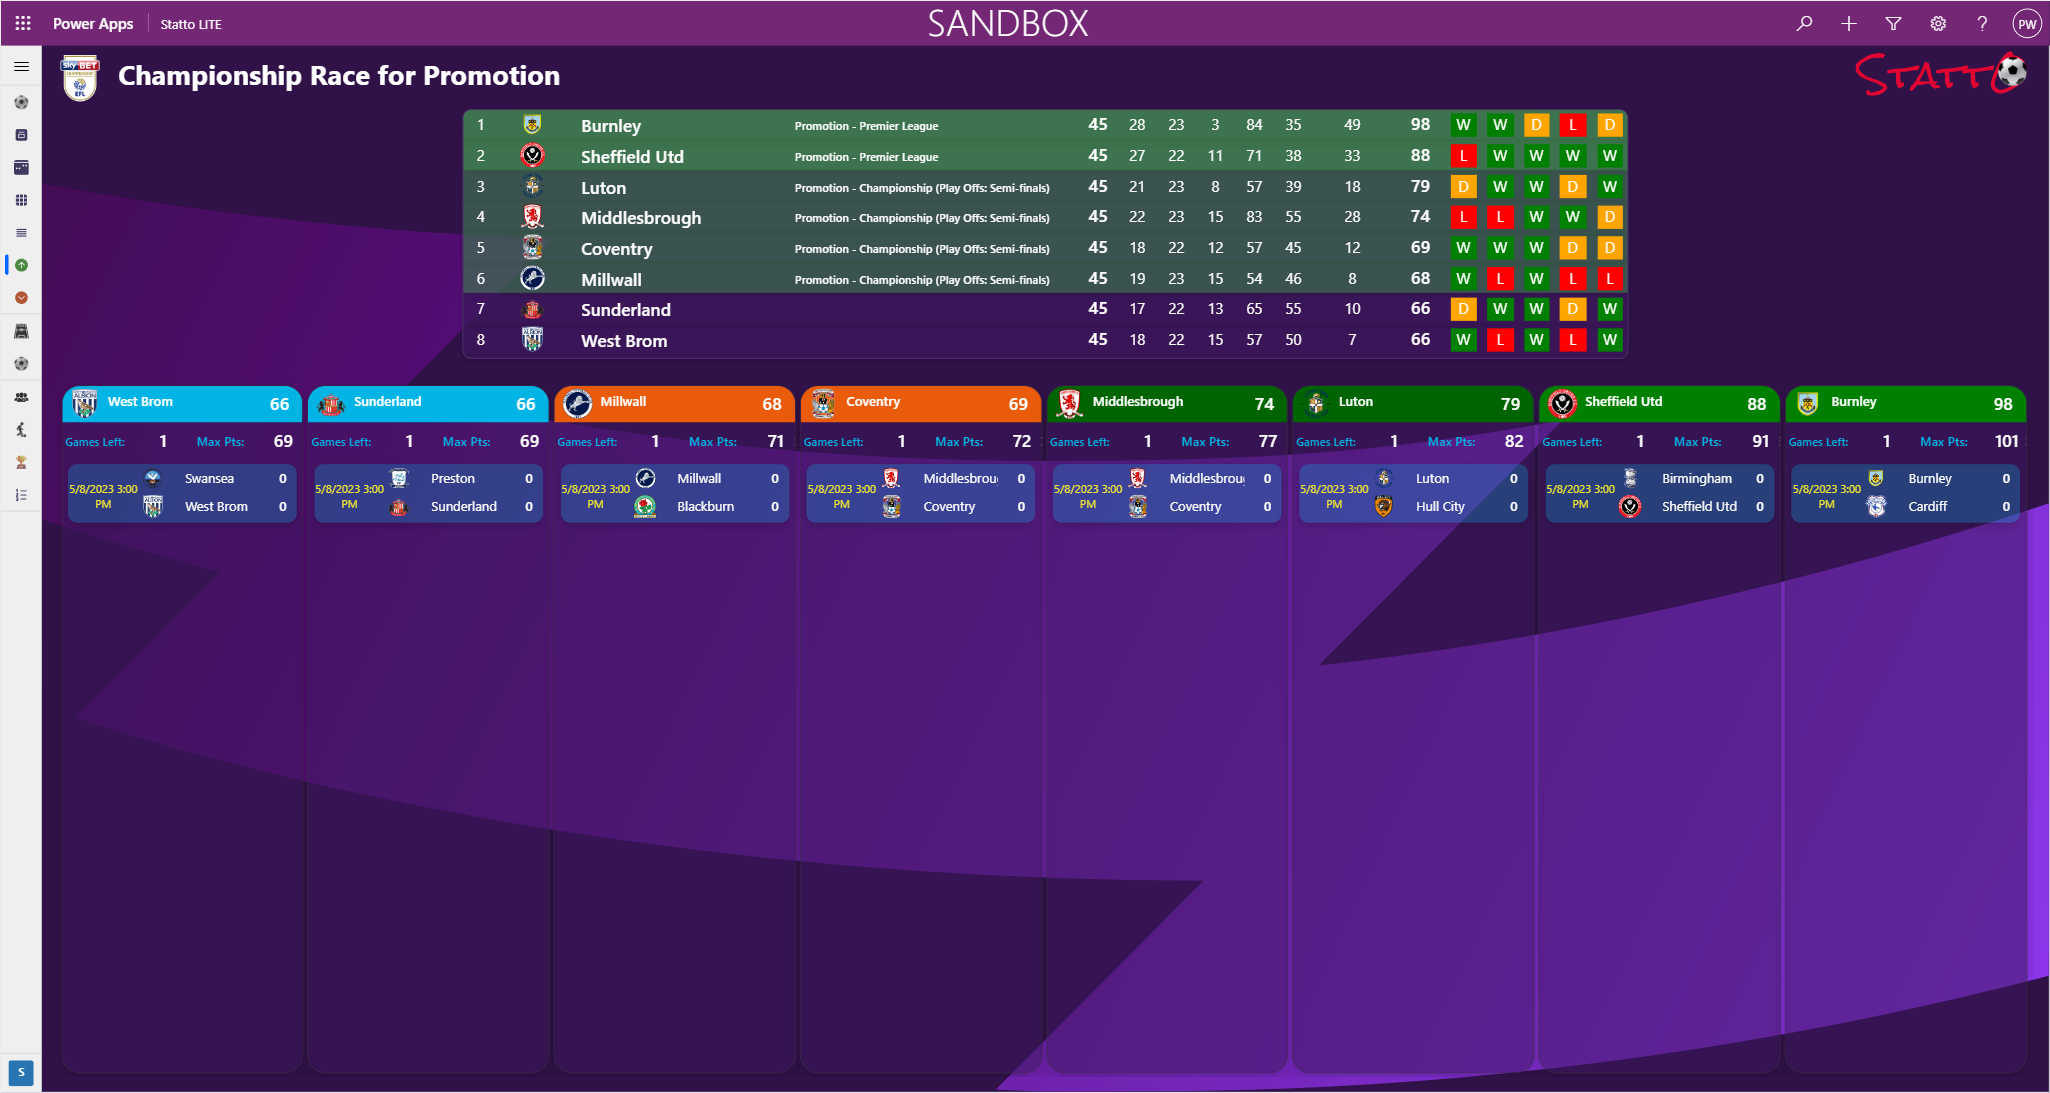 Power Apps Statto LITE SANDBOX PW
sky BET
EFL
Championship Race for Promotion
Statto
1 Burnley Promotion - Premier League 45 28 23 3 84 35 49 98 W W D L D
2 Sheffield Utd Promotion - Premier League 45 27 22 11 71 38 33 88 L W W W W
3 Luton Promotion - Championship (Play Offs: Semi-finals) 45 21 23 8 57 39 18 79 D W W D W
4 Middlesbrough Promotion - Championship (Play Offs: Semi-finals) 45 22 23 15 83 55 28 74 L L W W D
5 Coventry Promotion - Championship (Play Offs: Semi-finals) 45 18 22 12 57 45 12 69 W W W D D
6 Millwall Promotion - Championship (Play Offs: Semi-finals) 45 19 23 15 54 46 8 68 W L W L L
7 Sunderland 45 17 22 13 65 55 10 66 D W W D W
8 West Brom 45 18 22 15 57 50 7 66 W L W L W
West Brom 66
Games Left: 1 Max Pts: 69
5/8/2023 3:00 PM
Swansea 0
West Brom 0
Sunderland 66
Games Left: 1 Max Pts: 69
5/8/2023 3:00 PM
Preston 0
Sunderland 0
Millwall 68
Games Left: 1 Max Pts: 71
5/8/2023 3:00 PM
Millwall 0
Blackburn 0
Coventry 69
Games Left: 1 Max Pts: 72
5/8/2023 3:00 PM
Middlesbrou 0
Coventry 0
Middlesbrough 74
Games Left: 1 Max Pts: 77
5/8/2023 3:00 PM
Middlesbrou 0
Coventry 0
Luton 79
Games Left: 1 Max Pts: 82
5/8/2023 3:00 PM
Luton 0
Hull City 0
Sheffield Utd 88
Games Left: 1 Max Pts: 91
5/8/2023 3:00 PM
Birmingham 0
Sheffield Utd 0
Burnley 98
Games Left: 1 Max Pts: 101
5/8/2023 3:00 PM
Burnley 0
Cardiff 0
S